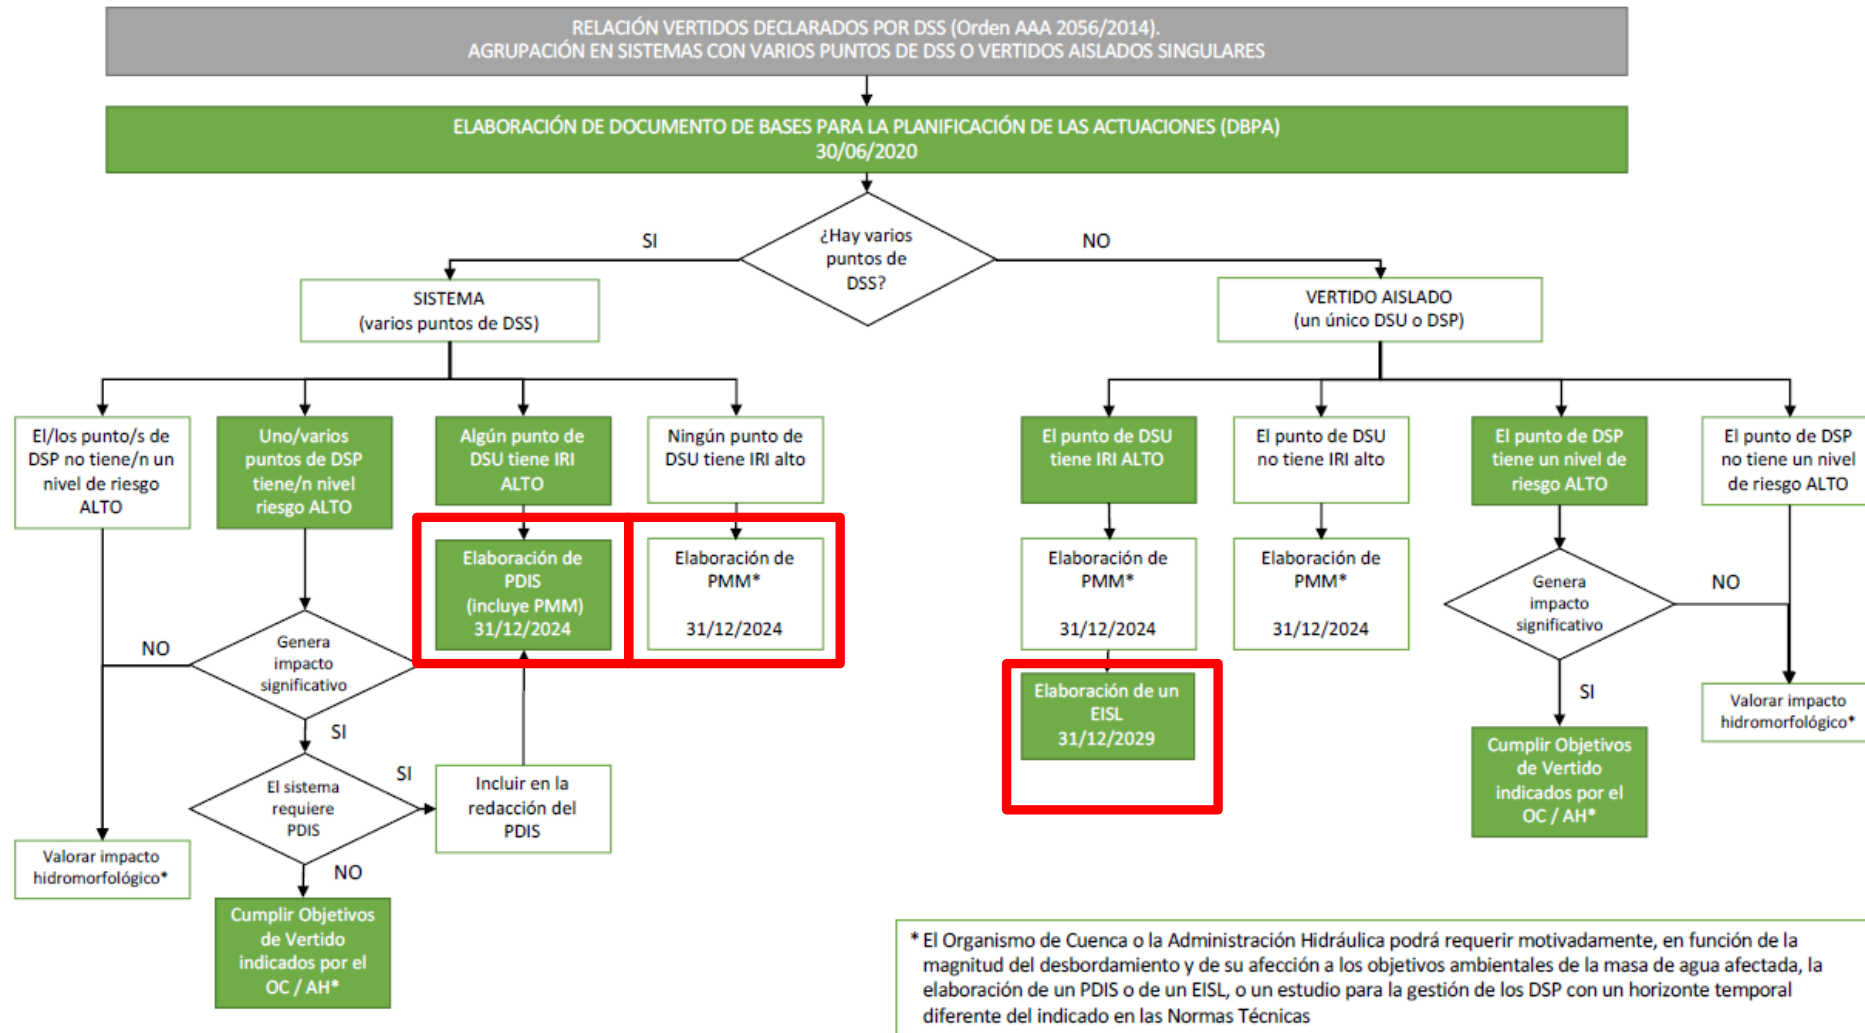 RELACIÓN VERTIDOS DECLARADOS POR DSS (Orden AAA 2056/2014).
AGRUPACIÓN EN SISTEMAS CON VARIOS PUNTOS DE DSS O VERTIDOS AISLADOS SINGULARES
ELABORACIÓN DE DOCUMENTO DE BASES PARA LA PLANIFICACIÓN DE LAS ACTUACIONES (DBPA)
30/06/2020
¿Hay varios
puntos de
DSS?
SI
NO
SISTEMA
(varios puntos de DSS)
VERTIDO AISLADO
(un único DSU o DSP)
El/los punto/s de
DSP no tiene/n un
nivel de riesgo
ALTO
Uno/varios
puntos de DSP
tiene/n nivel
riesgo ALTO
Algún punto de
DSU tiene IRI
ALTO
Ningún punto de
DSU tiene IRI alto
El punto de DSU
tiene IRI ALTO
El punto de DSU
no tiene IRI alto
El punto de DSP
tiene un nivel de
riesgo ALTO
El punto de DSP
no tiene un nivel
de riesgo ALTO
Elaboración de
PDIS
(incluye PMM)
31/12/2024
Elaboración de
PMM*
31/12/2024
Elaboración de
PMM*
31/12/2024
Elaboración de
PMM*
31/12/2024
Genera
impacto
significativo
NO
SI
Genera
impacto
significativo
NO
SI
Elaboración de un
EISL
31/12/2029
Valorar impacto
hidromorfológico*
El sistema
requiere
PDIS
SI
NO
Incluir en la
redacción del
PDIS
Cumplir Objetivos
de Vertido
indicados por el
OC / AH*
Valorar impacto
hidromorfológico*
Cumplir Objetivos
de Vertido
indicados por el
OC / AH*
* El Organismo de Cuenca o la Administración Hidráulica podrá requerir motivadamente, en función de la
magnitud del desbordamiento y de su afección a los objetivos ambientales de la masa de agua afectada, la
elaboración de un PDIS o de un EISL, o un estudio para la gestión de los DSP con un horizonte temporal
diferente del indicado en las Normas Técnicas